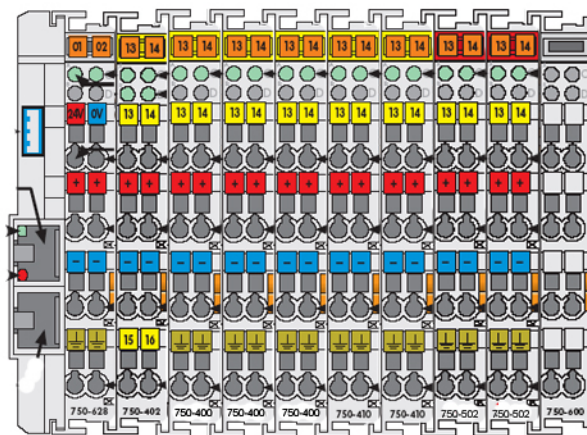 01 02 13 14 13 14 13 14 13 14 13 14 13 14 13 14 13 14
24V 0V 13 14 13 14 13 14 13 14 13 14 13 14 13 14 13 14
+ + + + + + + + + + + + + + + + + +
- - - - - - - - - - - - - - - - - -
15 16
750-628 750-402 750-400 750-400 750-400 750-410 750-410 750-502 750-502 750-600